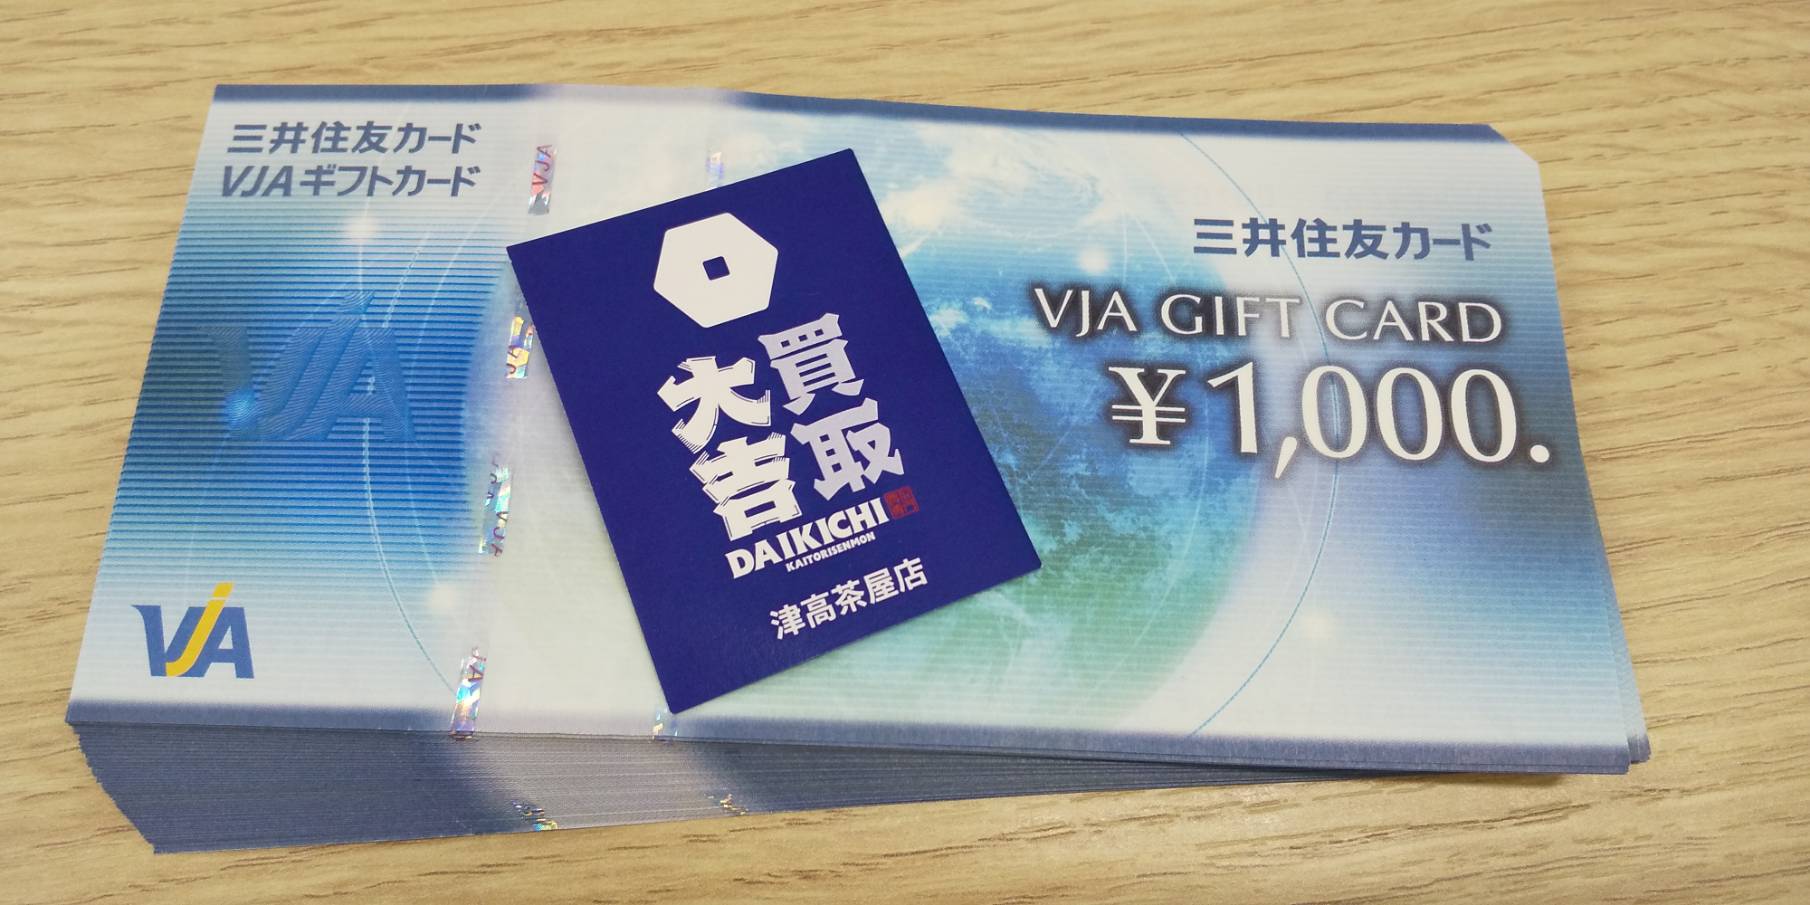 三井住友カード
VJAギフトカード
VJA
VJA
三井住友カード
VJA GIFT CARD
¥1,000.
買取
大吉
DAIKICHI
KAITORISENMON
津高茶屋店
VJA